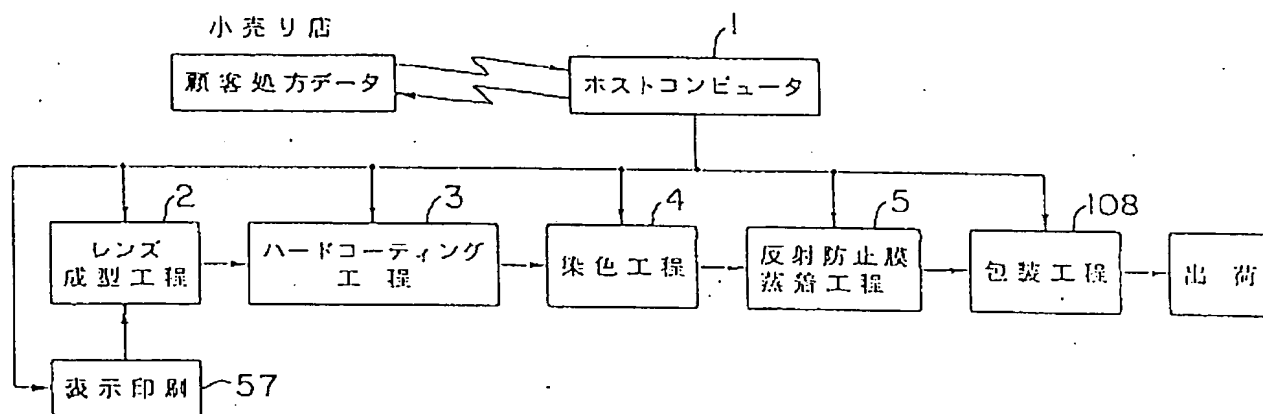 小売り店
顧客処方データ
1
ホストコンピュータ
2
レンズ
成型工程
3
ハードコーティング
工程
4
染色工程
5
反射防止膜
蒸着工程
108
包装工程
出荷
表示印刷
57